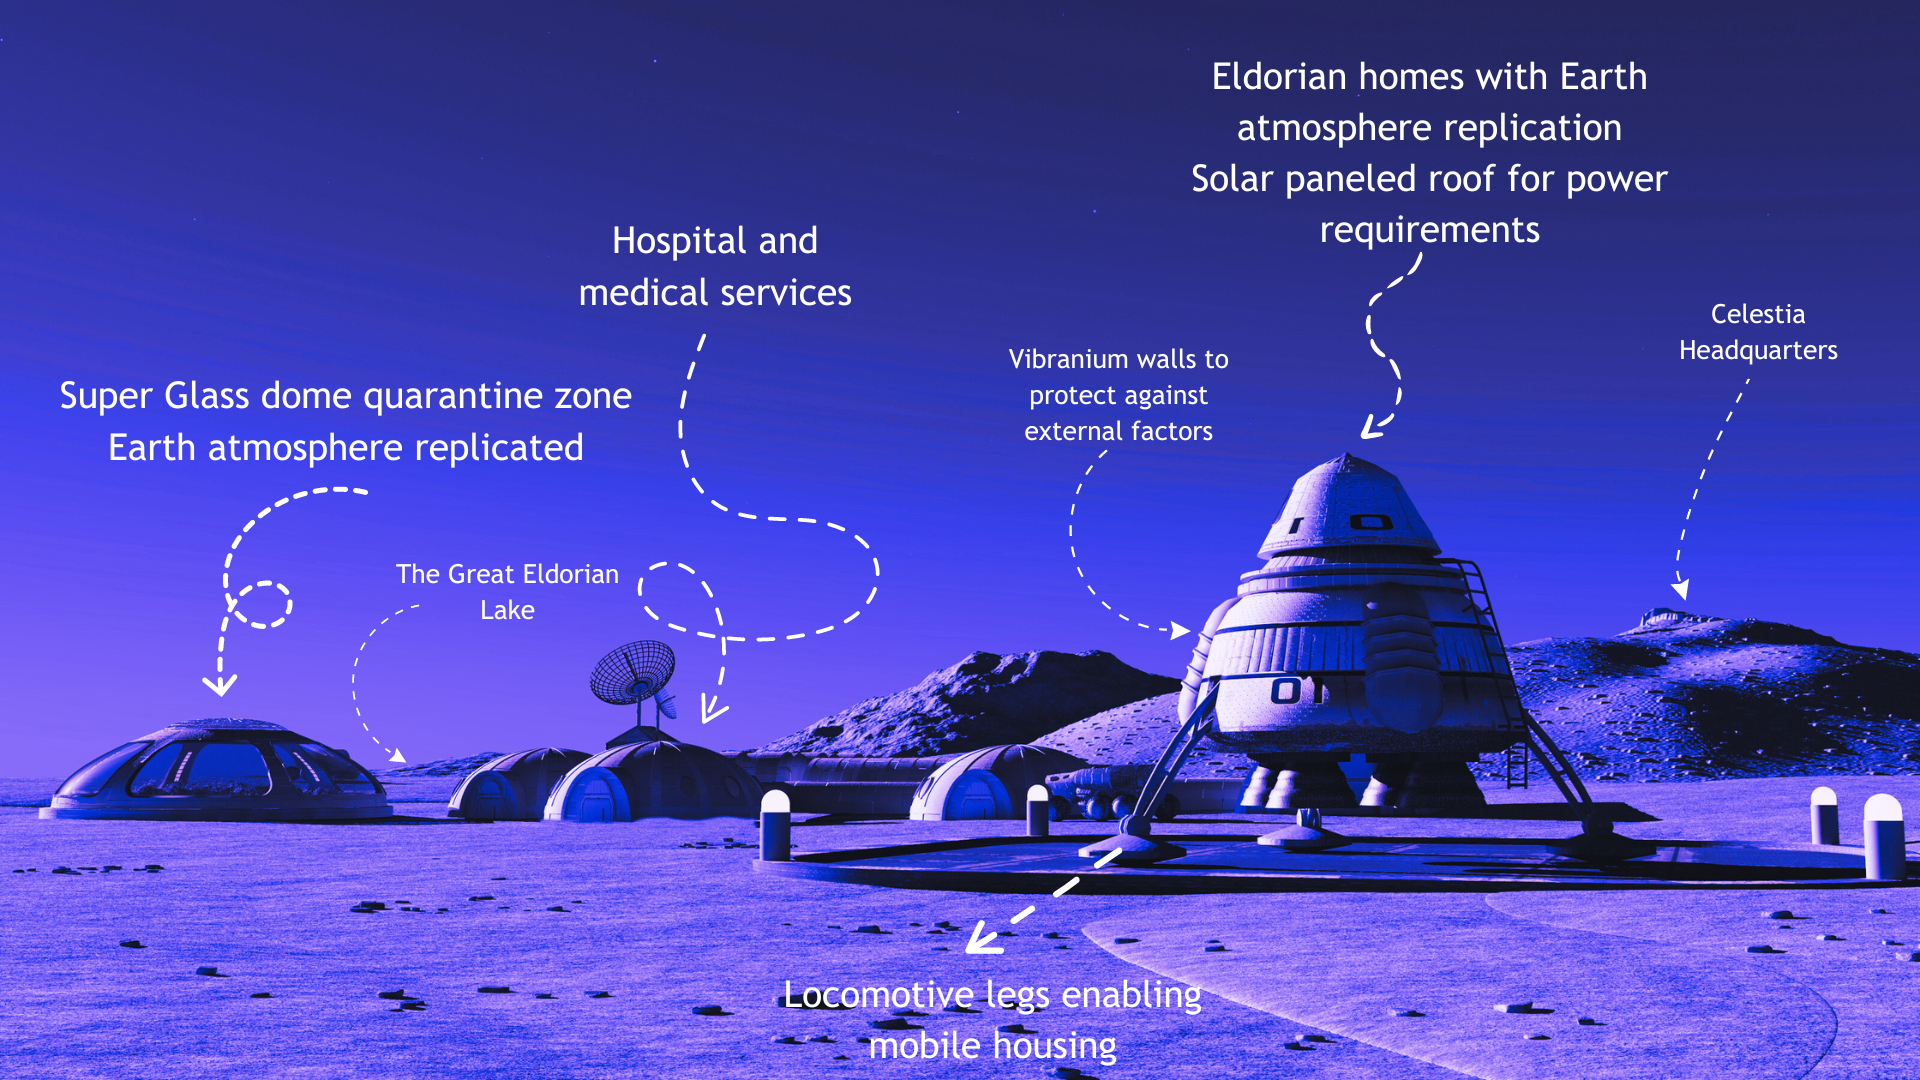 Eldorian homes with Earth
atmosphere replication
Solar paneled roof for power
requirements
Hospital and
medical services
Celestia
Headquarters
Vibranium walls to
protect against
external factors
Super Glass dome quarantine zone
Earth atmosphere replicated
The Great Eldorian
Lake
01
Locomotive legs enabling
mobile housing